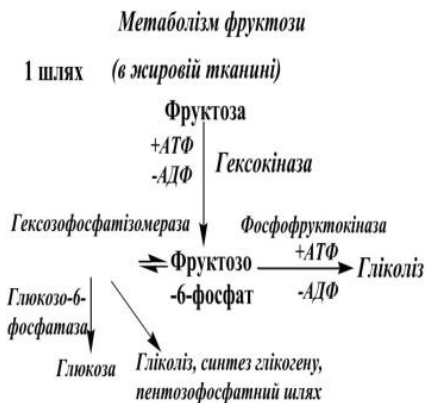 Метаболізм фруктози
1 шлях (в жировій тканині)
Фруктоза
+АТФ
-АДФ
Гексокіназа
Гексозофосфатізомераза
Фосфофруктокіназа
⇌ Фруктозо
-6-фосфат
+АТФ
-АДФ
Гліколіз
Глюкозо-6-
фосфатаза
Глюкоза
Гліколіз, синтез глікогену,
пентозофосфатний шлях